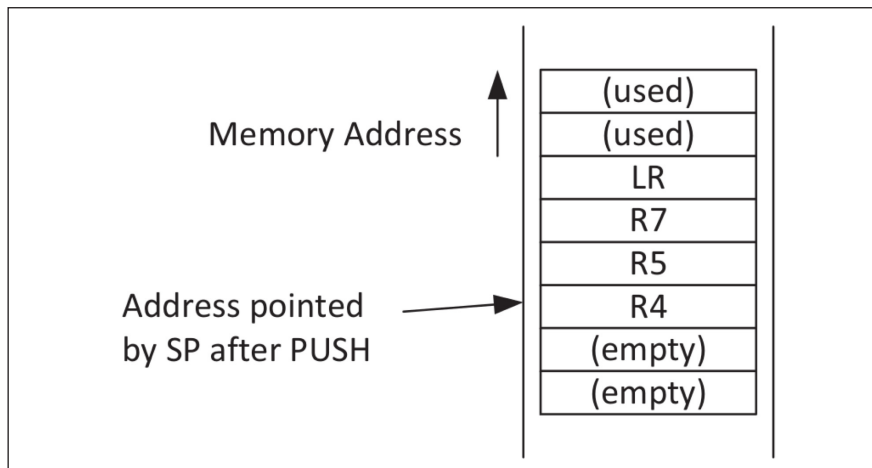 (used)
Memory Address
(used)
LR
R7
R5
Address pointed
by SP after PUSH
R4
(empty)
(empty)